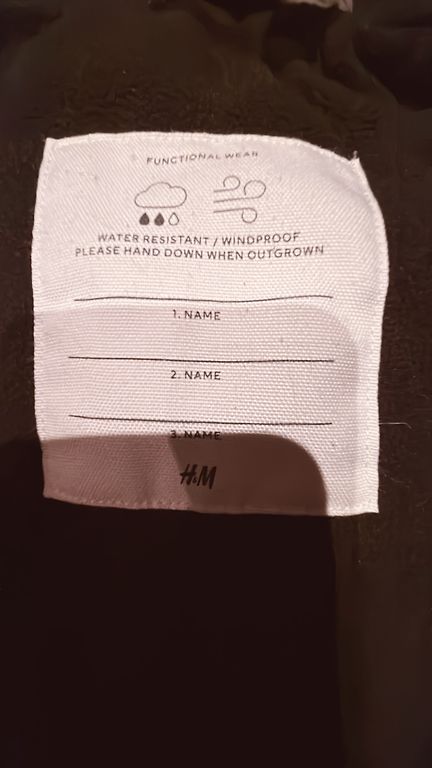 FUNCTIONAL WEAR
WATER RESISTANT / WINDPROOF
PLEASE HAND DOWN WHEN OUTGROWN
1. NAME
2. NAME
3. NAME
H&M